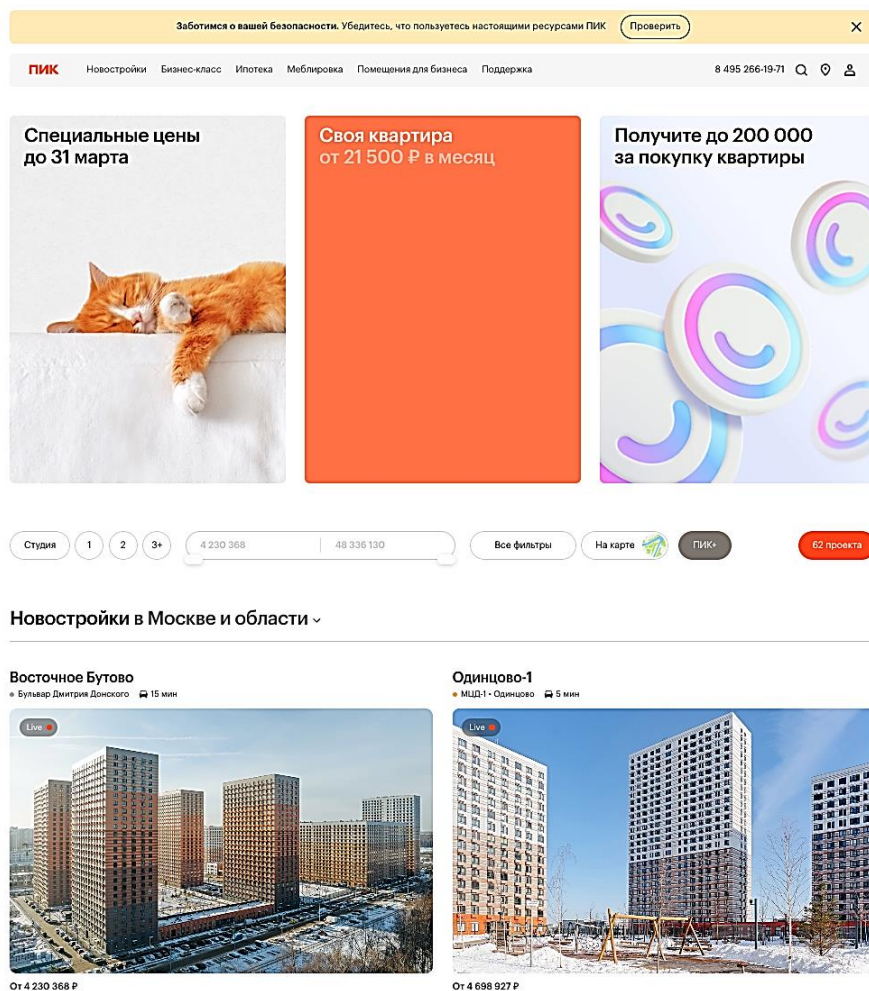 Заботимся о вашей безопасности. Убедитесь, что пользуетесь настоящими ресурсами ПИК Проверить
ПИК Новостройки Бизнес-класс Ипотека Меблировка Помещения для бизнеса Поддержка 8 495 266-19-71
Специальные цены
до 31 марта
Своя квартира
от 21 500 ₽ в месяц
Получите до 200 000
за покупку квартиры
Студия 1 2 3+ 4 230 368 48 336 130 Все фильтры На карте ПИК+ 62 проекта
Новостройки в Москве и области
Восточное Бутово
Бульвар Дмитрия Донского 15 мин
Live
От 4 230 368 ₽
Одинцово-1
МЦД-1 • Одинцово 5 мин
Live
От 4 698 927 ₽